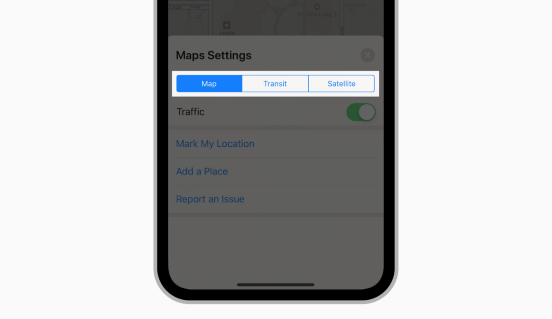 Maps Settings
Map Transit Satellite
Traffic
Mark My Location
Add a Place
Report an Issue